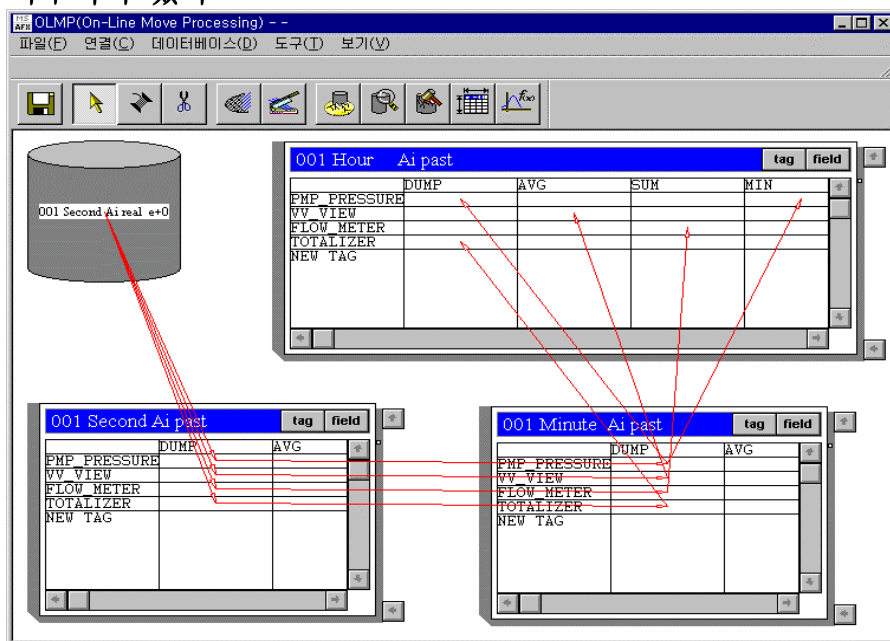 OLMP(On-Line Move Processing) - -
파일(F) 연결(C) 데이터베이스(D) 도구(T) 보기(V)
001 Hour Ai past tag field
DUMP AVG SUM MIN
PMP_PRESSURE
VV_VIEW
FLOW_METER
TOTALIZER
NEW TAG
001 Second Ai real e+0
001 Second Ai past tag field
DUMP AVG
PMP_PRESSURE
VV_VIEW
FLOW_METER
TOTALIZER
NEW TAG
001 Minute Ai past tag field
DUMP AVG
PMP_PRESSURE
VV_VIEW
FLOW_METER
TOTALIZER
NEW TAG